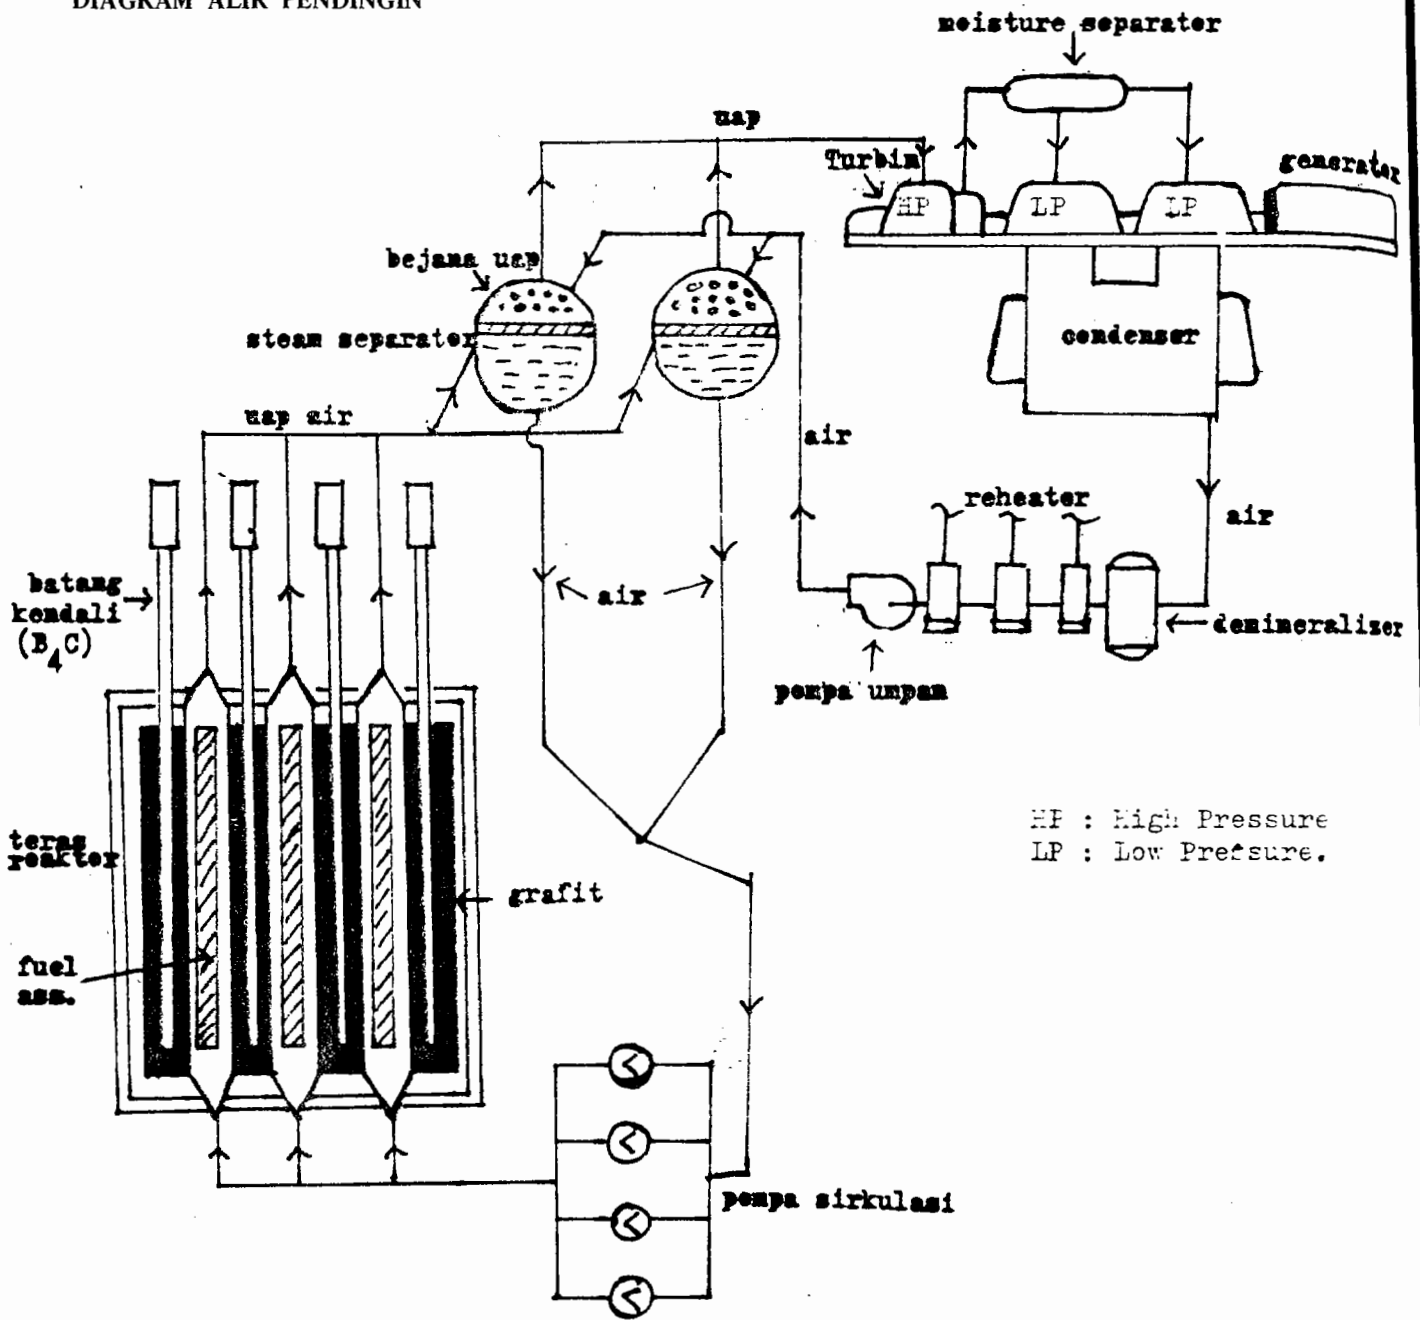 DIAGRAM ALIR PENDINGIN
moisture separator
uap
Turbin
generator
HP
LP
LP
bejana uap
steam separator
condenser
uap air
air
reheater
air
batang
kendali
(B4C)
air
demineralizer
pompa umpan
HP : High Pressure
LP : Low Pressure.
teras
reaktor
grafit
fuel
ass.
pompa sirkulasi